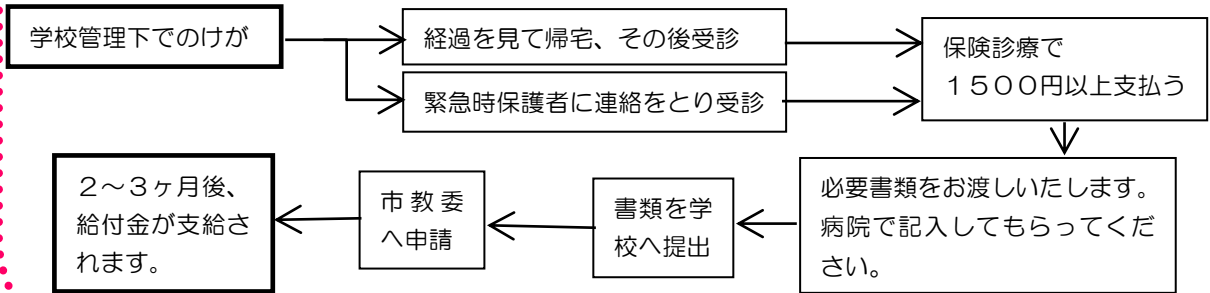 学校管理下でのけが
経過を見て帰宅、その後受診
緊急時保護者に連絡をとり受診
保険診療で
１５００円以上支払う
必要書類をお渡しいたします。
病院で記入してもらってくだ
さい。
書類を学
校へ提出
市教委
へ申請
２～３ヶ月後、
給付金が支給さ
れます。